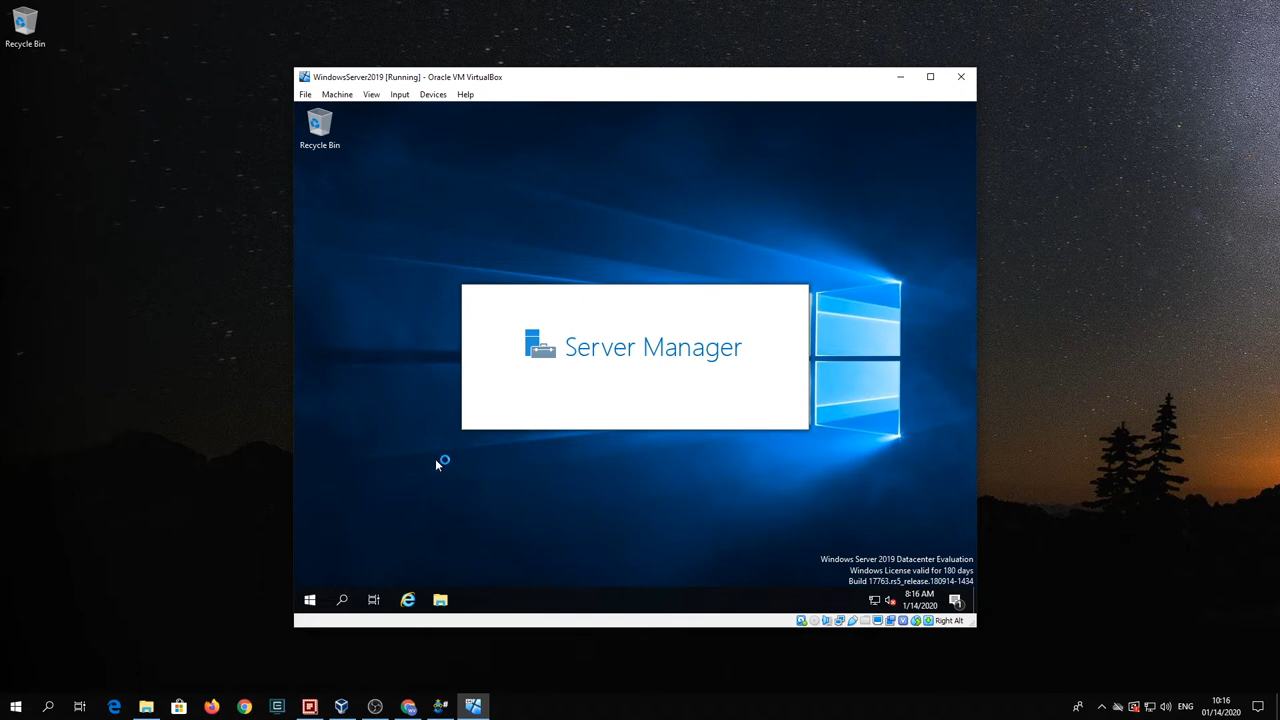 Recycle Bin
WindowsServer2019 [Running] - Oracle VM VirtualBox
File Machine View Input Devices Help
Recycle Bin
Server Manager
Windows Server 2019 Datacenter Evaluation
Windows License valid for 180 days
Build 17763.rs5_release.180914-1434
8:16 AM
1/14/2020
1
Right Alt
ENG
10:16
01/14/2020